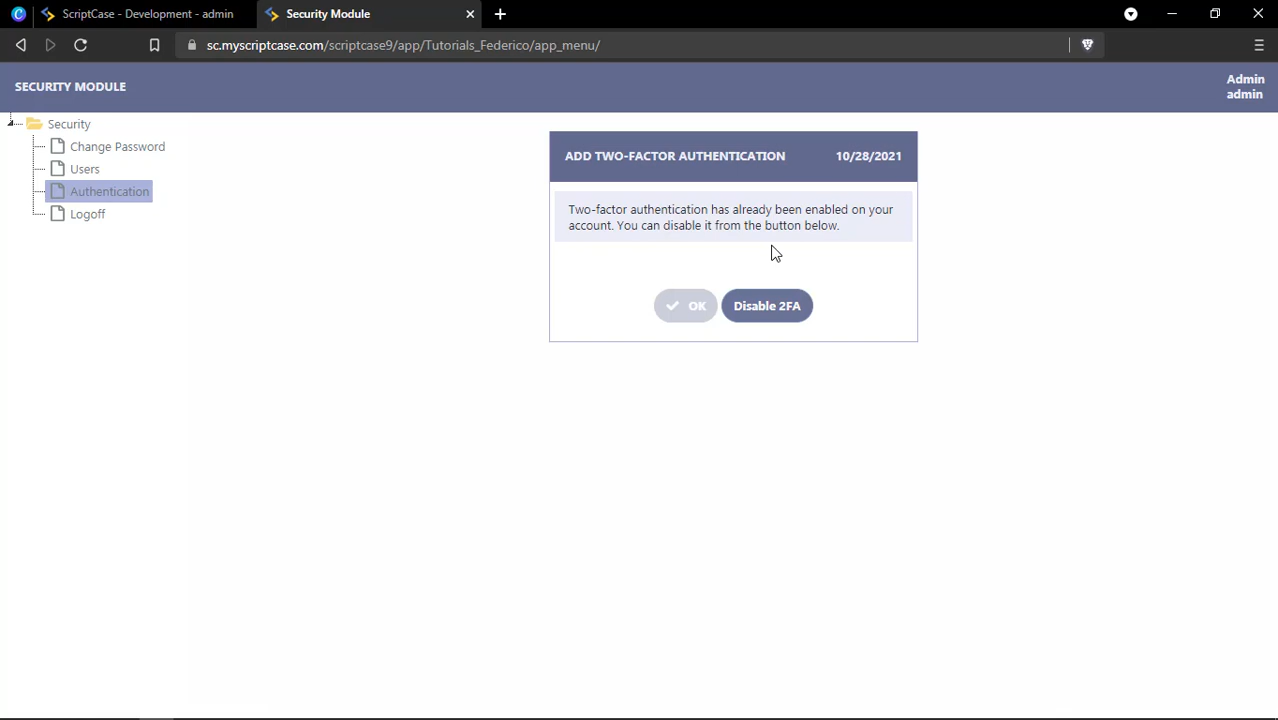 ScriptCase - Development - admin
Security Module
sc.myscriptcase.com/scriptcase9/app/Tutorials_Federico/app_menu/
SECURITY MODULE
Admin
admin
Security
Change Password
Users
Authentication
Logoff
ADD TWO-FACTOR AUTHENTICATION 10/28/2021
Two-factor authentication has already been enabled on your
account. You can disable it from the button below.
OK
Disable 2FA